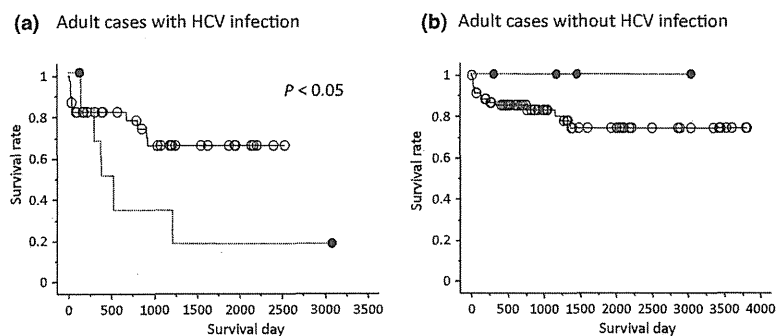 (a) Adult cases with HCV infection
1
0.8
0.6
0.4
0.2
0
Survival rate
P < 0.05
0 500 1000 1500 2000 2500 3000 3500
Survival day
(b) Adult cases without HCV infection
1
0.8
0.6
0.4
0.2
0
Survival rate
0 500 1000 1500 2000 2500 3000 3500 4000
Survival day